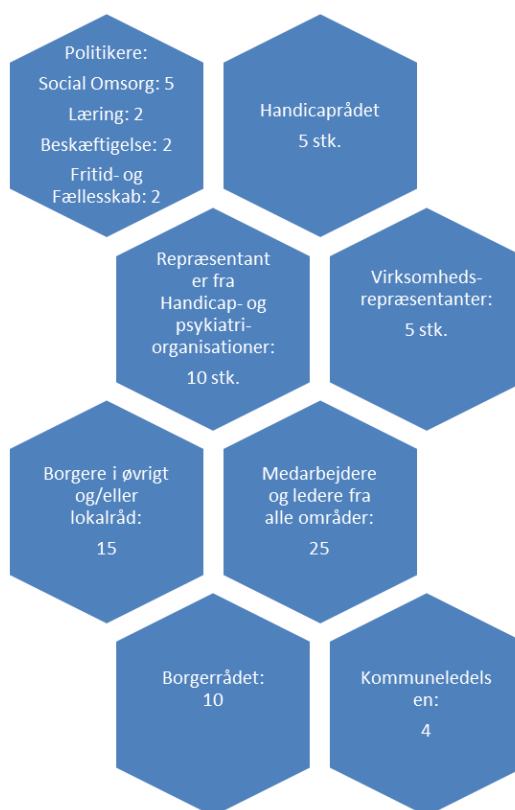 Politikere:
Social Omsorg: 5
Læring: 2
Beskæftigelse: 2
Fritid- og
Fællesskab: 2
Handicaprådet
5 stk.
Repræsentant
er fra
Handicap- og
psykiatri-
organisationer:
10 stk.
Virksomheds-
repræsentanter:
5 stk.
Borgere i øvrigt
og/eller
lokalråd:
15
Medarbejdere
og ledere fra
alle områder:
25
Borgerrådet:
10
Kommuneledels
en:
4